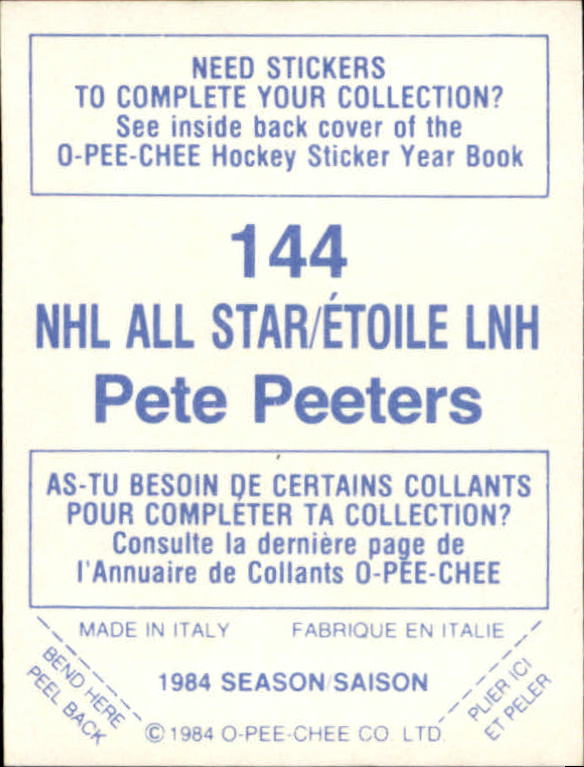 NEED STICKERS
TO COMPLETE YOUR COLLECTION?
See inside back cover of the
O-PEE-CHEE Hockey Sticker Year Book
144
NHL ALL STAR/ÉTOILE LNH
Pete Peeters
AS-TU BESOIN DE CERTAINS COLLANTS
POUR COMPLÉTER TA COLLECTION?
Consulte la dernière page de
l'Annuaire de Collants O-PEE-CHEE
MADE IN ITALY FABRIQUE EN ITALIE
BEND HERE
PEEL BACK
1984 SEASON/SAISON
PLIER ICI
ET PELER
© 1984 O-PEE-CHEE CO. LTD.